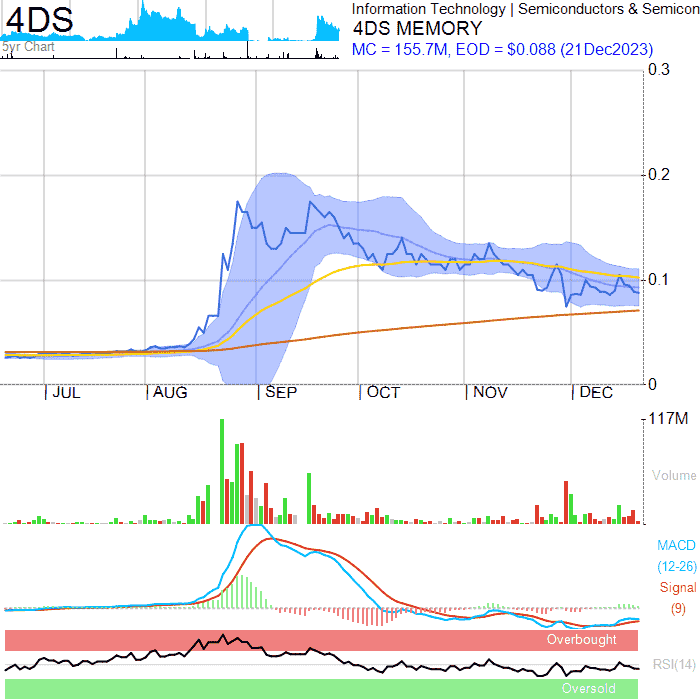 4DS
5yr Chart
Information Technology | Semiconductors & Semicon
4DS MEMORY
MC = 155.7M, EOD = $0.088 (21Dec2023)
0.3
0.2
0.1
0
JUL
AUG
SEP
OCT
NOV
DEC
117M
Volume
MACD
(12-26)
Signal
(9)
Overbought
RSI(14)
Oversold